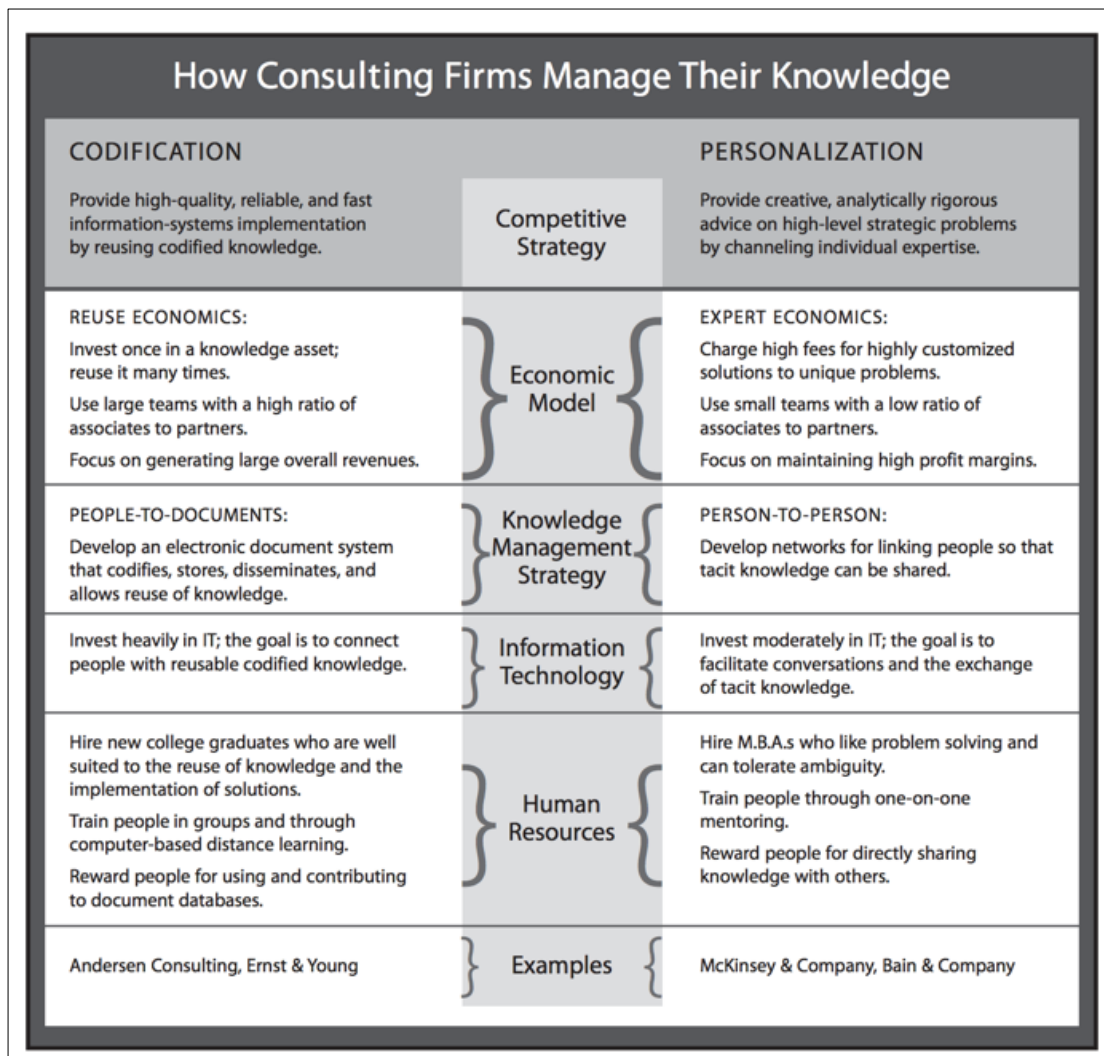 How Consulting Firms Manage Their Knowledge
CODIFICATION
Provide high-quality, reliable, and fast
information-systems implementation
by reusing codified knowledge.
Competitive
Strategy
PERSONALIZATION
Provide creative, analytically rigorous
advice on high-level strategic problems
by channeling individual expertise.
REUSE ECONOMICS:
Invest once in a knowledge asset;
reuse it many times.
Use large teams with a high ratio of
associates to partners.
Focus on generating large overall revenues.
Economic
Model
EXPERT ECONOMICS:
Charge high fees for highly customized
solutions to unique problems.
Use small teams with a low ratio of
associates to partners.
Focus on maintaining high profit margins.
PEOPLE-TO-DOCUMENTS:
Develop an electronic document system
that codifies, stores, disseminates, and
allows reuse of knowledge.
Knowledge
Management
Strategy
PERSON-TO-PERSON:
Develop networks for linking people so that
tacit knowledge can be shared.
Invest heavily in IT; the goal is to connect
people with reusable codified knowledge.
Information
Technology
Invest moderately in IT; the goal is to
facilitate conversations and the exchange
of tacit knowledge.
Hire new college graduates who are well
suited to the reuse of knowledge and the
implementation of solutions.
Train people in groups and through
computer-based distance learning.
Reward people for using and contributing
to document databases.
Human
Resources
Hire M.B.A.s who like problem solving and
can tolerate ambiguity.
Train people through one-on-one
mentoring.
Reward people for directly sharing
knowledge with others.
Andersen Consulting, Ernst & Young
Examples
McKinsey & Company, Bain & Company